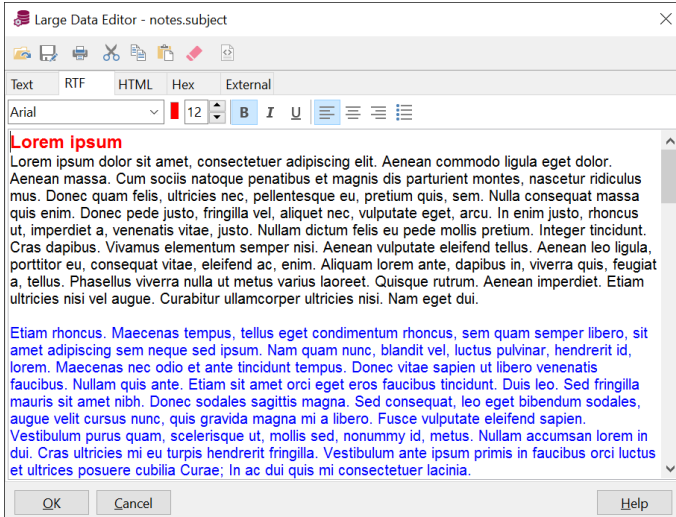 Large Data Editor - notes.subject
Text RTF HTML Hex External
Arial 12 B I U
Lorem ipsum
Lorem ipsum dolor sit amet, consectetuer adipiscing elit. Aenean commodo ligula eget dolor.
Aenean massa. Cum sociis natoque penatibus et magnis dis parturient montes, nascetur ridiculus
mus. Donec quam felis, ultricies nec, pellentesque eu, pretium quis, sem. Nulla consequat massa
quis enim. Donec pede justo, fringilla vel, aliquet nec, vulputate eget, arcu. In enim justo, rhoncus
ut, imperdiet a, venenatis vitae, justo. Nullam dictum felis eu pede mollis pretium. Integer tincidunt.
Cras dapibus. Vivamus elementum semper nisi. Aenean vulputate eleifend tellus. Aenean leo ligula,
porttitor eu, consequat vitae, eleifend ac, enim. Aliquam lorem ante, dapibus in, viverra quis, feugiat
a, tellus. Phasellus viverra nulla ut metus varius laoreet. Quisque rutrum. Aenean imperdiet. Etiam
ultricies nisi vel augue. Curabitur ullamcorper ultricies nisi. Nam eget dui.
Etiam rhoncus. Maecenas tempus, tellus eget condimentum rhoncus, sem quam semper libero, sit
amet adipiscing sem neque sed ipsum. Nam quam nunc, blandit vel, luctus pulvinar, hendrerit id,
lorem. Maecenas nec odio et ante tincidunt tempus. Donec vitae sapien ut libero venenatis
faucibus. Nullam quis ante. Etiam sit amet orci eget eros faucibus tincidunt. Duis leo. Sed fringilla
mauris sit amet nibh. Donec sodales sagittis magna. Sed consequat, leo eget bibendum sodales,
augue velit cursus nunc, quis gravida magna mi a libero. Fusce vulputate eleifend sapien.
Vestibulum purus quam, scelerisque ut, mollis sed, nonummy id, metus. Nullam accumsan lorem in
dui. Cras ultricies mi eu turpis hendrerit fringilla. Vestibulum ante ipsum primis in faucibus orci luctus
et ultrices posuere cubilia Curae; In ac dui quis mi consectetuer lacinia.
OK Cancel Help